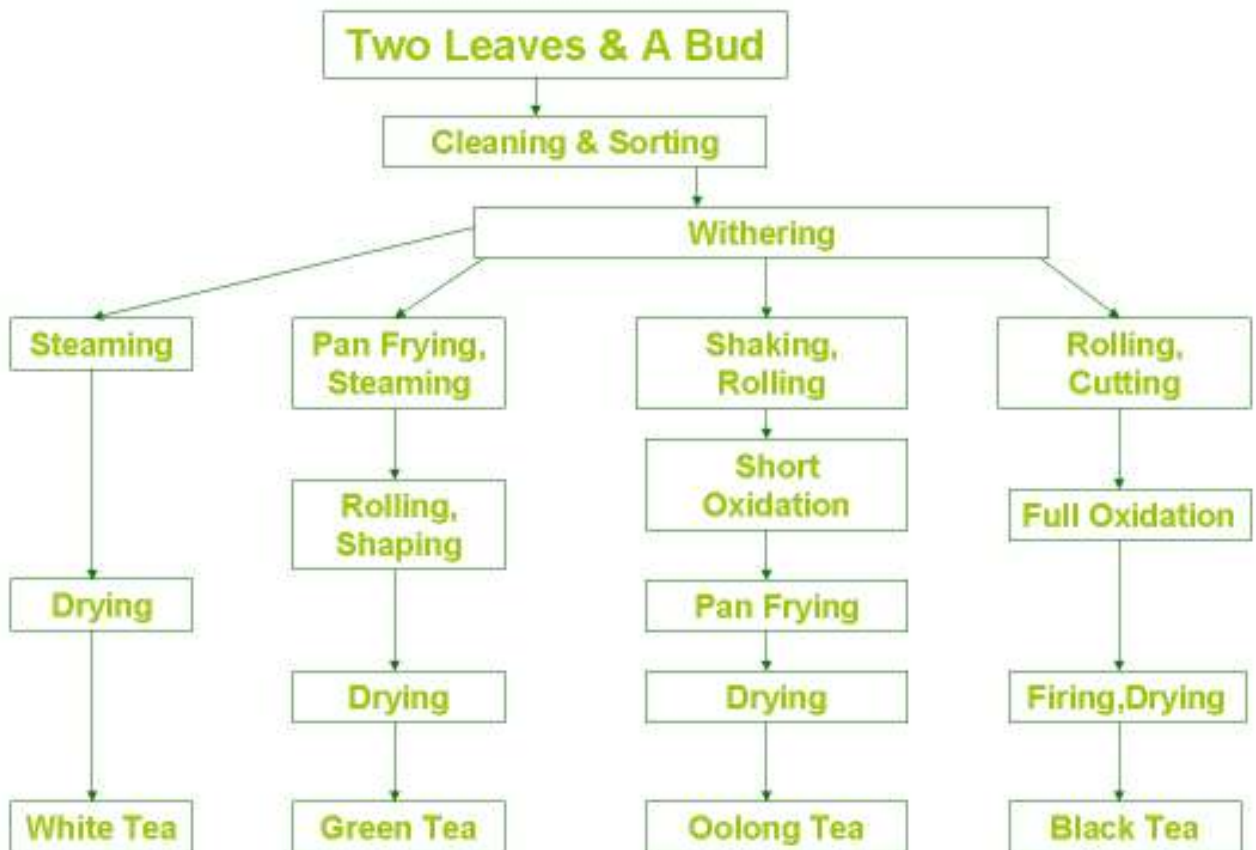 Two Leaves & A Bud
Cleaning & Sorting
Withering
Steaming
Pan Frying,
Steaming
Shaking,
Rolling
Rolling,
Cutting
Rolling,
Shaping
Short
Oxidation
Full Oxidation
Drying
Pan Frying
Drying
Drying
Firing,Drying
White Tea
Green Tea
Oolong Tea
Black Tea